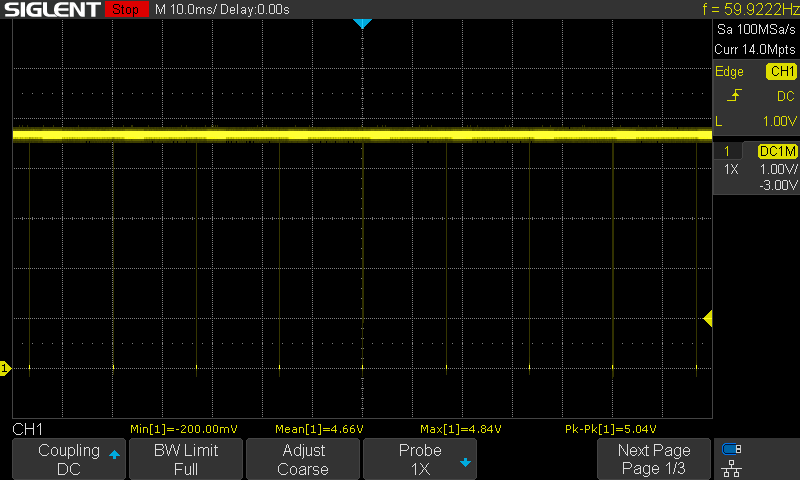 SIGLENT Stop M 10.0ms/ Delay:0.00s f = 59.9222Hz
Sa 100MSa/s
Curr 14.0Mpts
Edge CH1
DC
L 1.00V
1 DC1M
1X 1.00V/
-3.00V
1
CH1 Min[1]=-200.00mV Mean[1]=4.66V Max[1]=4.84V Pk-Pk[1]=5.04V
Coupling BW Limit Adjust Probe Next Page
DC Full Coarse 1X Page 1/3